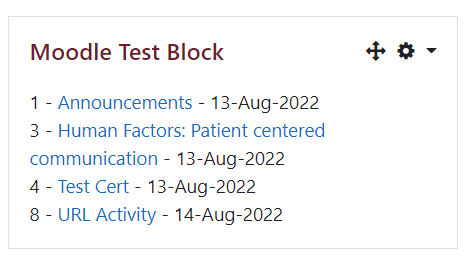 Moodle Test Block
1 - Announcements - 13-Aug-2022
3 - Human Factors: Patient centered
communication - 13-Aug-2022
4 - Test Cert - 13-Aug-2022
8 - URL Activity - 14-Aug-2022